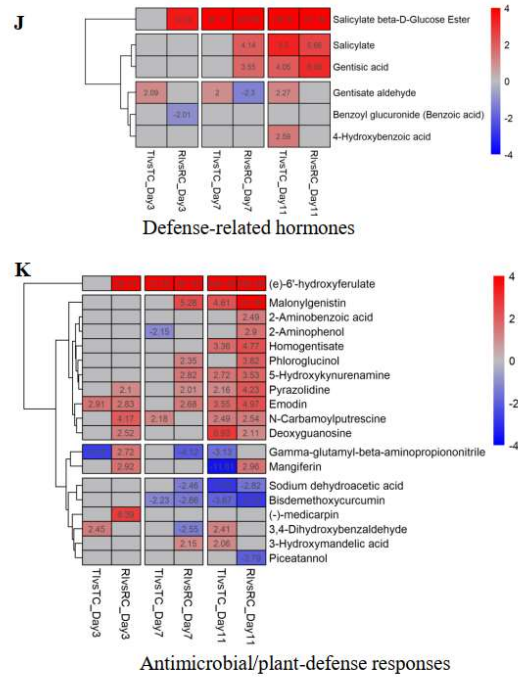 J
Salicylate beta-D-Glucose Ester
4.14 5.66 Salicylate
3.55 4.05 Gentisic acid
2.09 2 -2.3 2.27 Gentisate aldehyde
-2.01 Benzoyl glucuronide (Benzoic acid)
2.56 4-Hydroxybenzoic acid
4
2
0
-2
-4
TIvsTC_Day3
RIvsRC_Day3
TIvsTC_Day7
RIvsRC_Day7
TIvsTC_Day11
RIvsRC_Day11
Defense-related hormones
K
(e)-6'-hydroxyferulate
5.28 4.61 Malonylgenistin
2.49 2-Aminobenzoic acid
-2.15 2.9 2-Aminophenol
3.36 4.77 Homogentisate
2.35 3.82 Phloroglucinol
2.82 2.72 3.53 5-Hydroxykynurenamine
2.1 2.01 2.16 4.23 Pyrazolidine
2.91 2.83 2.68 3.55 4.97 Emodin
4.17 2.18 2.49 2.54 N-Carbamoylputrescine
2.52 2.11 Deoxyguanosine
2.72 -4.12 -3.12 Gamma-glutamyl-beta-aminopropiononitrile
2.92 2.96 Mangiferin
-2.46 -2.82 Sodium dehydroacetic acid
-2.23 -2.66 -3.67 Bisdemethoxycurcumin
(-)-medicarpin
2.45 -2.55 2.41 3,4-Dihydroxybenzaldehyde
2.15 2.06 3-Hydroxymandelic acid
Piceatannol
4
2
0
-2
-4
TIvsTC_Day3
RIvsRC_Day3
TIvsTC_Day7
RIvsRC_Day7
TIvsTC_Day11
RIvsRC_Day11
Antimicrobial/plant-defense responses